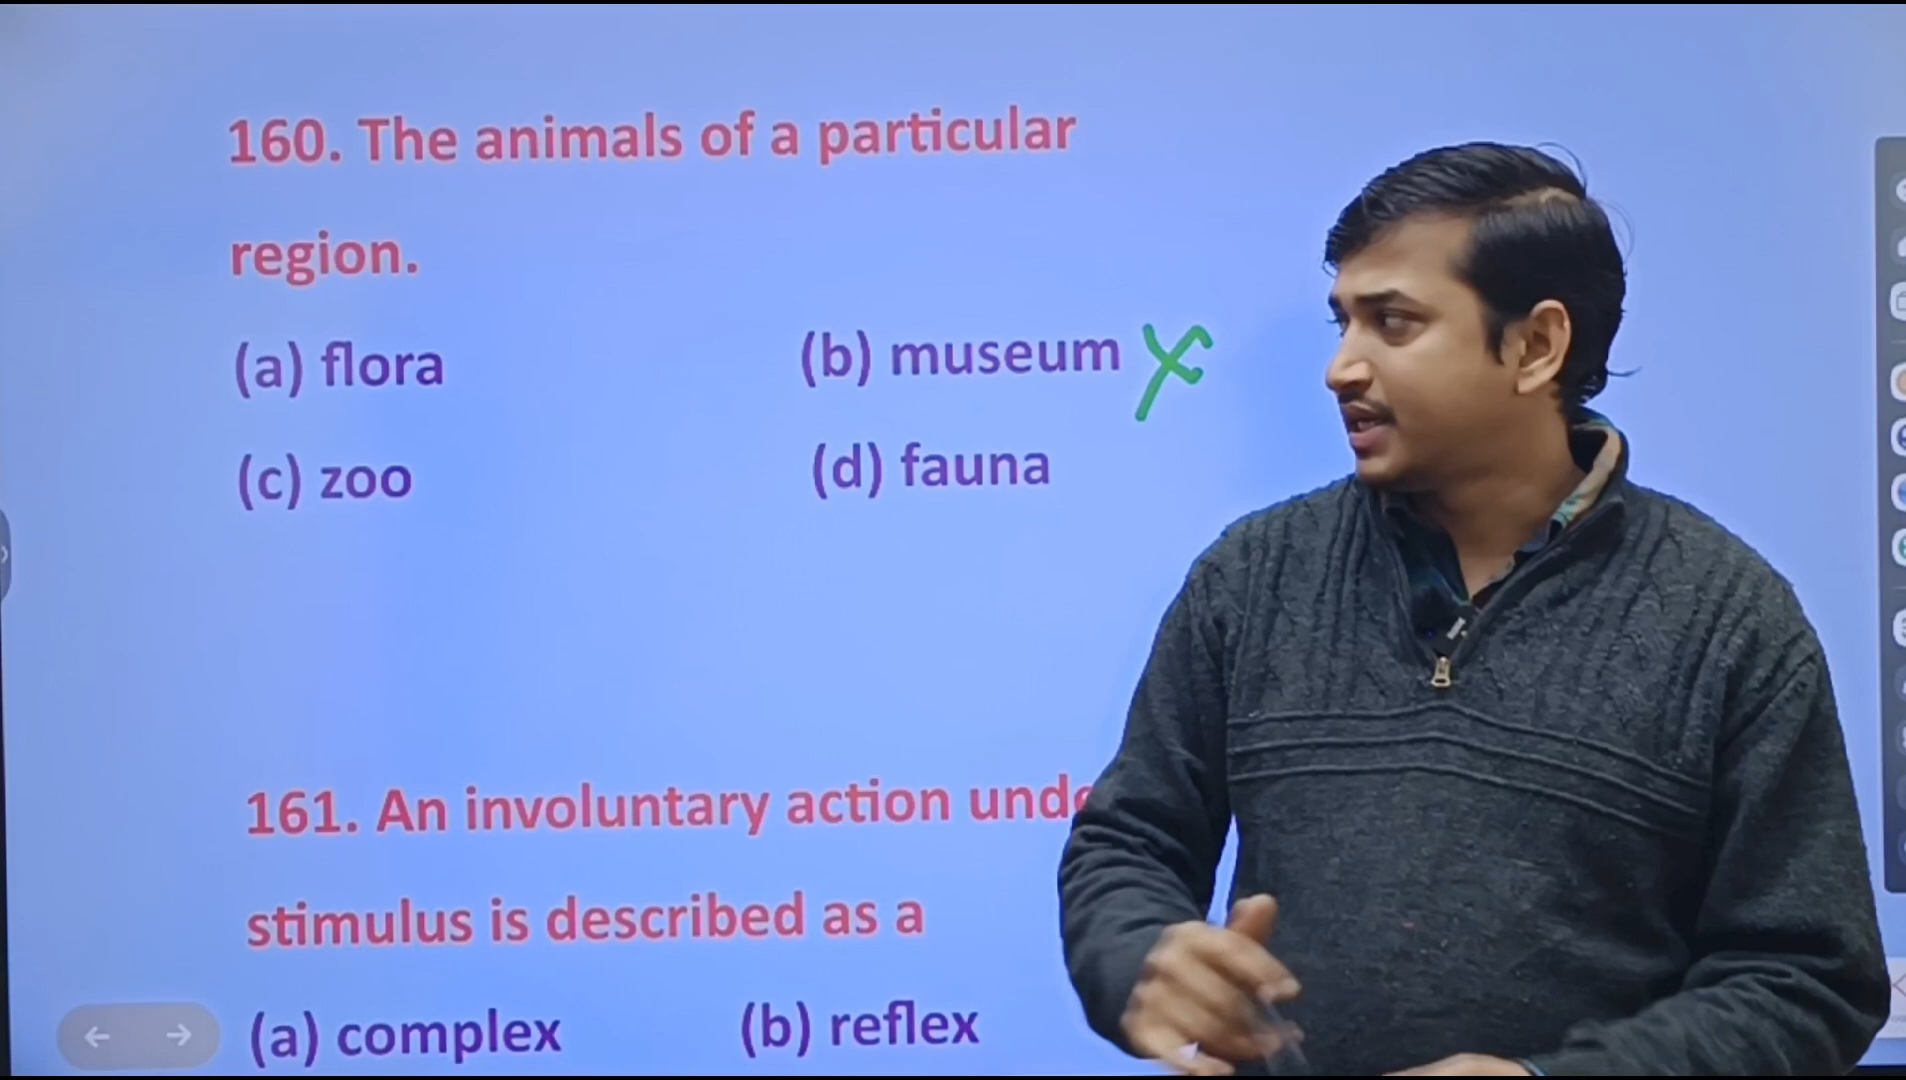 160. The animals of a particular
region.
(a) flora (b) museum
(c) zoo (d) fauna
161. An involuntary action
stimulus is described as a
(a) complex (b) reflex